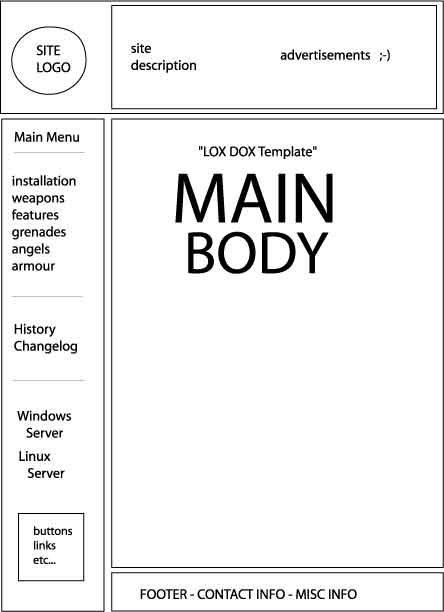 SITE
LOGO
site
description
advertisements ;-)
Main Menu
installation
weapons
features
grenades
angels
armour
History
Changelog
Windows
Server
Linux
Server
buttons
links
etc...
"LOX DOX Template"
MAIN
BODY
FOOTER - CONTACT INFO - MISC INFO